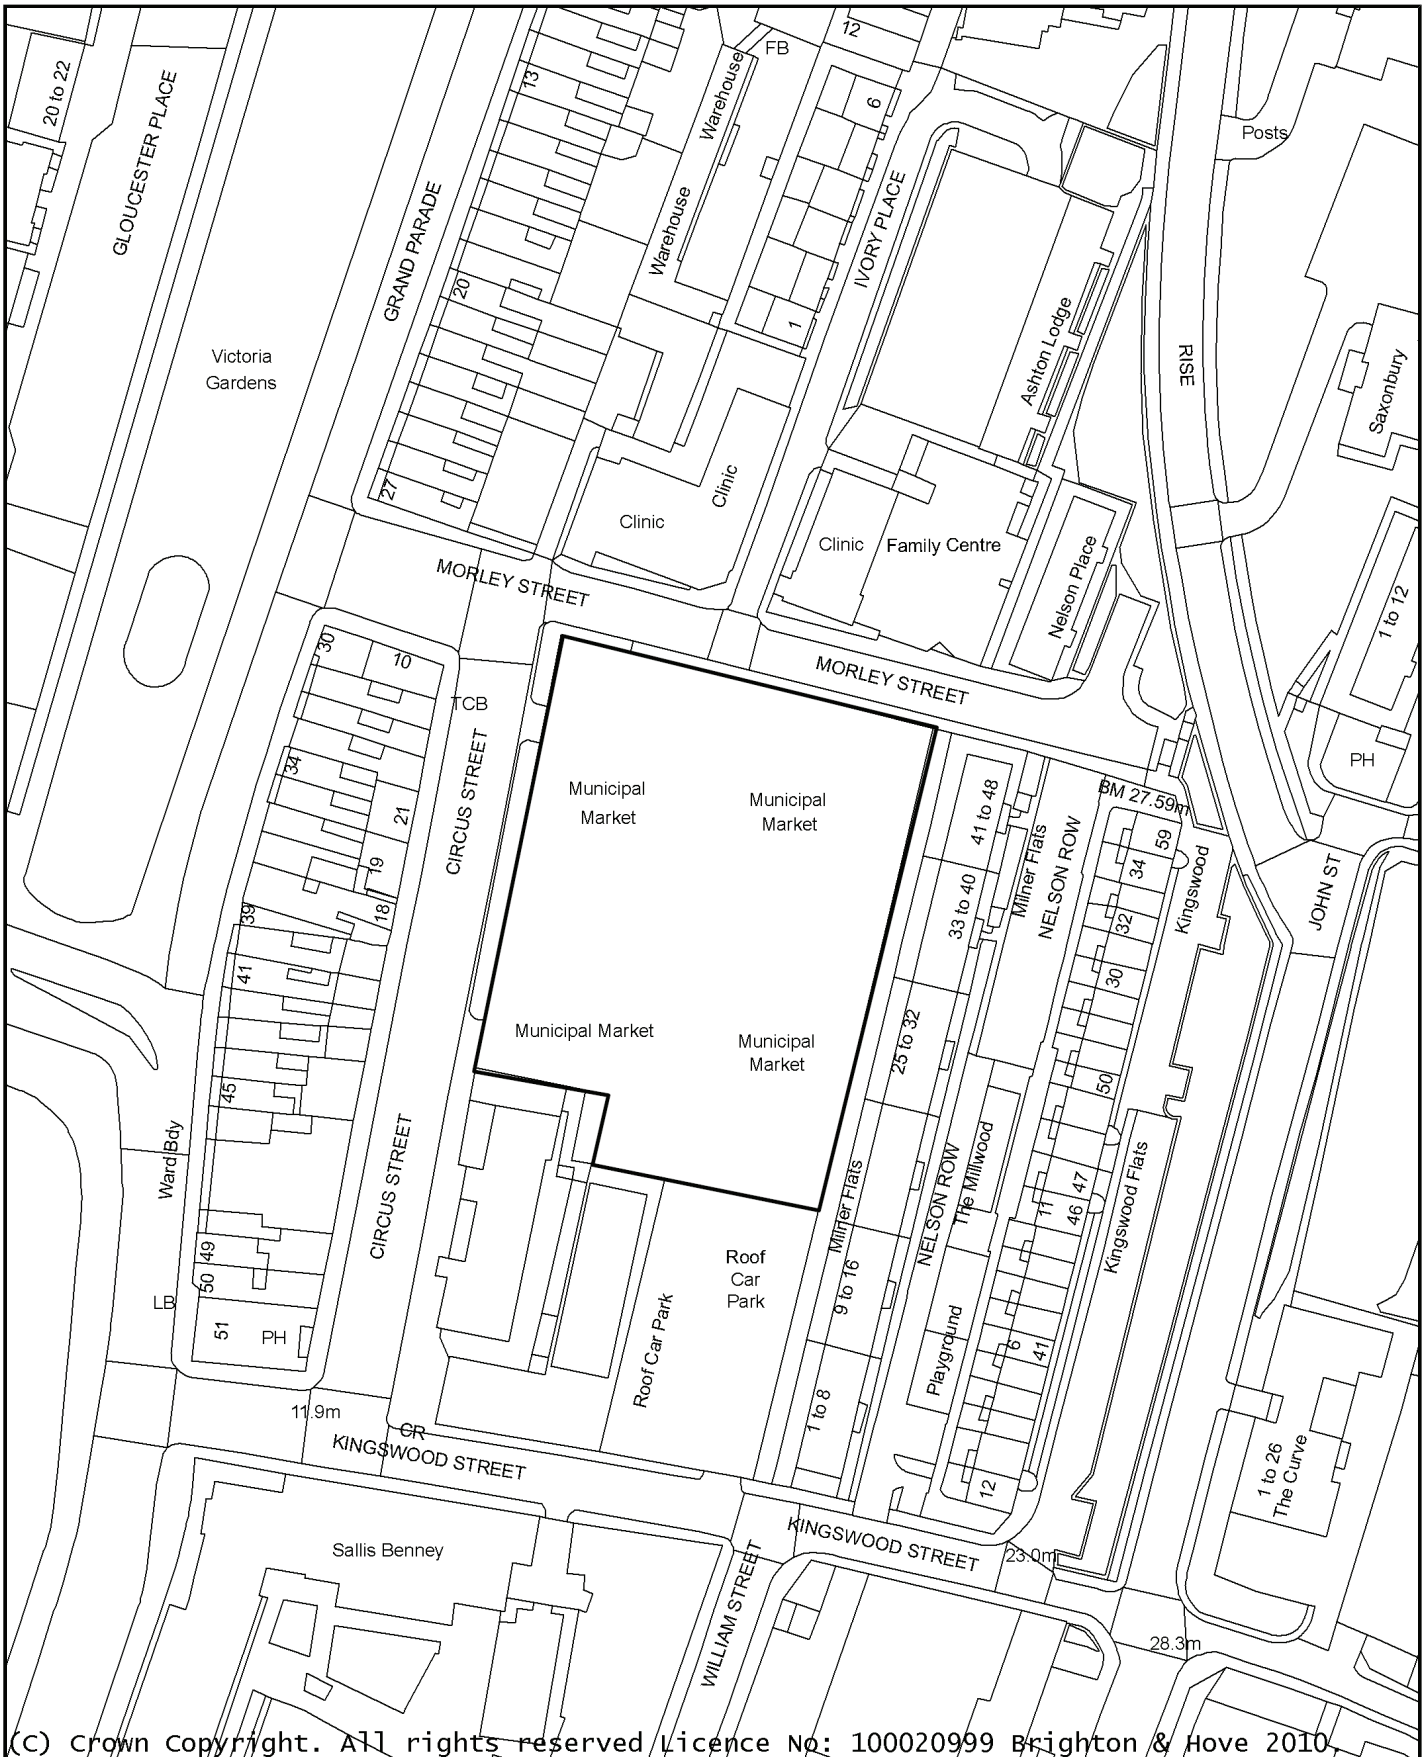 12
FB
20 to 22
GLOUCESTER PLACE
13
Warehouse
6
Posts
GRAND PARADE
Warehouse
IVORY PLACE
20
1
Ashton Lodge
RISE
Victoria
Gardens
Saxonbury
27
Clinic
Clinic
Clinic
Family Centre
Nelson Place
1 to 12
MORLEY STREET
30
10
MORLEY STREET
TCB
34
21
CIRCUS STREET
Municipal
Market
Municipal
Market
41 to 48
PH
BM 27.59m
Milner Flats
NELSON ROW
59
34
Kingswood
JOHN ST
19
39
18
33 to 40
32
41
30
Municipal Market
Municipal
Market
25 to 32
45
50
Ward Bdy
CIRCUS STREET
Milner Flats
NELSON ROW
The Millwood
47
11
46
Kingswood Flats
49
50
Roof
Car
Park
9 to 16
LB
51
PH
Roof Car Park
Playground
6
41
11.9m
1 to 8
CR
KINGSWOOD STREET
12
1 to 26
The Curve
Sallis Benney
KINGSWOOD STREET
23.0m
WILLIAM STREET
28.3m
(c) Crown Copyright. All rights reserved Licence No: 100020999 Brighton & Hove 2010.